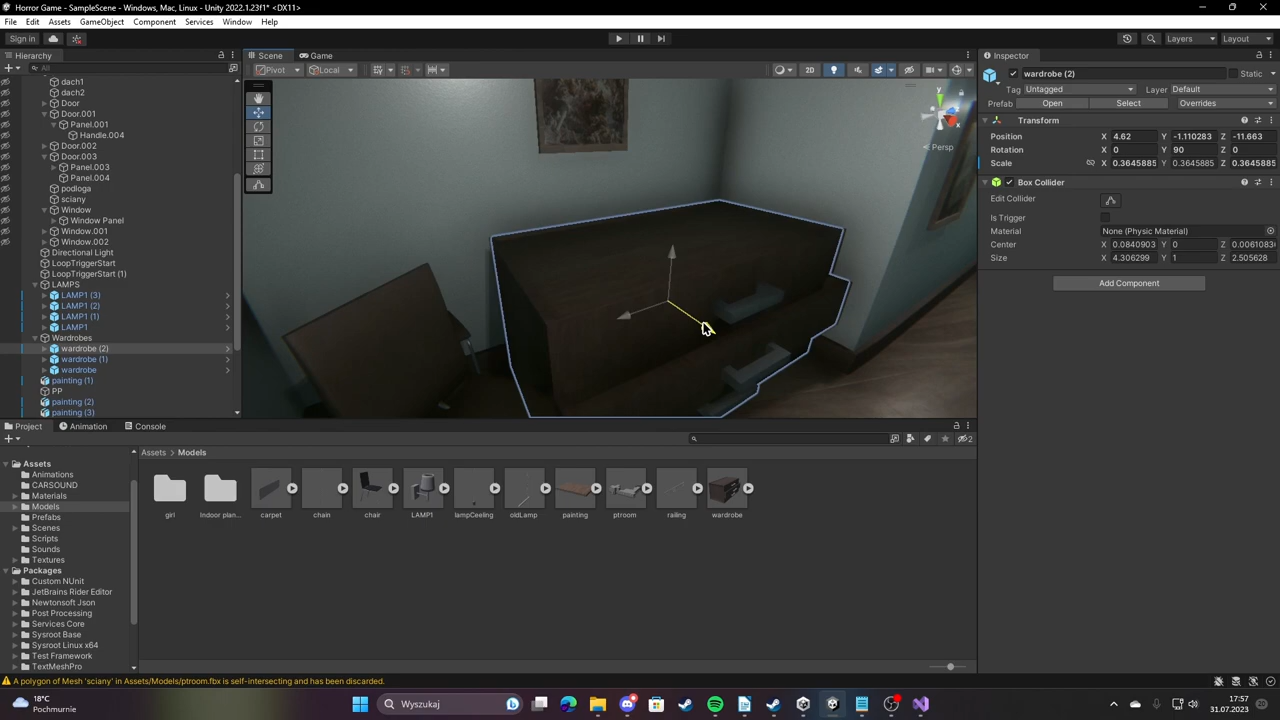 Horror Game - SampleScene - Windows, Mac, Linux - Unity 2022.1.23f1* <DX11>
File Edit Assets GameObject Component Services Window Help
Sign in
Layers Layout
Hierarchy
All
dach1
dach2
Door
Door.001
Panel.001
Handle.004
Door.002
Door.003
Panel.003
Panel.004
podloga
sciany
Window
Window Panel
Window.001
Window.002
Directional Light
LoopTriggerStart
LoopTriggerStart (1)
LAMPS
LAMP1 (3)
LAMP1 (2)
LAMP1 (1)
LAMP1
Wardrobes
wardrobe (2)
wardrobe (1)
wardrobe
painting (1)
PP
painting (2)
painting (3)
Scene Game
Pivot Local
2D
y
x
Persp
Inspector
wardrobe (2) Static
Tag Untagged Layer Default
Prefab Open Select Overrides
Transform
Position X 4.62 Y -1.110283 Z -11.663
Rotation X 0 Y 90 Z 0
Scale X 0.3645885 Y 0.3645885 Z 0.3645885
Box Collider
Edit Collider
Is Trigger
Material None (Physic Material)
Center X 0.0840903 Y 0 Z 0.0061083
Size X 4.306299 Y 1 Z 2.505628
Add Component
Project Animation Console
2
Assets
Animations
CARSOUND
Materials
Models
Prefabs
Scenes
Scripts
Sounds
Textures
Packages
Custom NUnit
JetBrains Rider Editor
Newtonsoft Json
Post Processing
Services Core
Sysroot Base
Sysroot Linux x64
Test Framework
TextMeshPro
Assets > Models
girl Indoor plan... carpet chain chair LAMP1 lampCeeling oldLamp painting ptroom railing wardrobe
A polygon of Mesh 'sciany' in Assets/Models/ptroom.fbx is self-intersecting and has been discarded.
18°C
Pochmurnie
Wyszukaj
17:57
31.07.2023